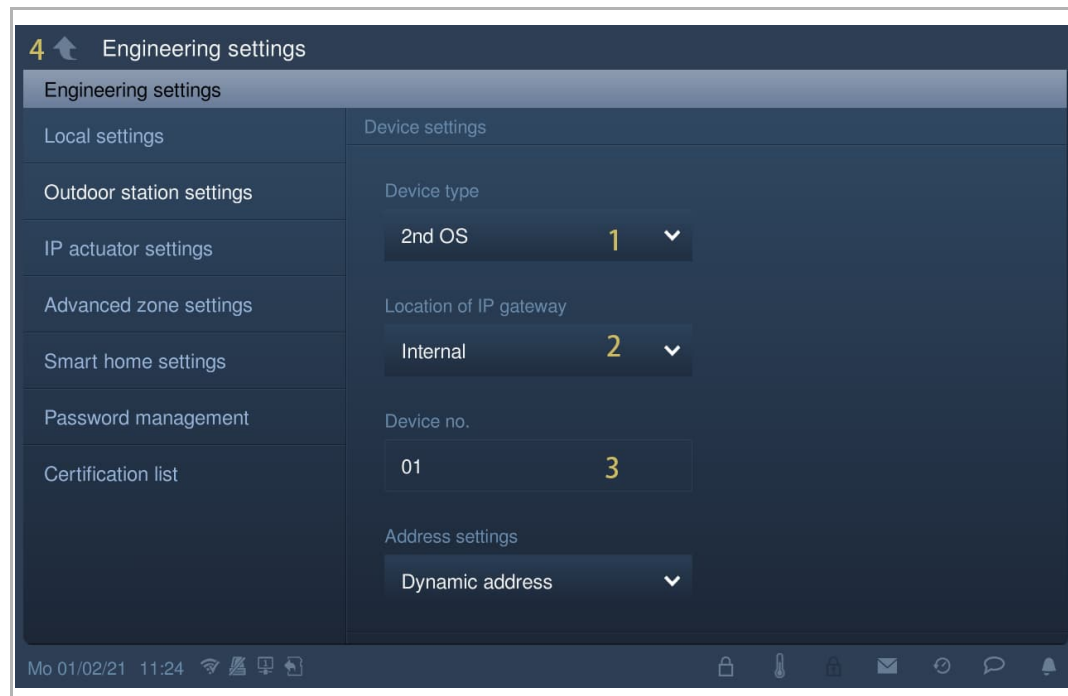 4 Engineering settings
Engineering settings
Local settings
Outdoor station settings
IP actuator settings
Advanced zone settings
Smart home settings
Password management
Certification list
Device settings
Device type
2nd OS 1
Location of IP gateway
Internal 2
Device no.
01 3
Address settings
Dynamic address
Mo 01/02/21 11:24